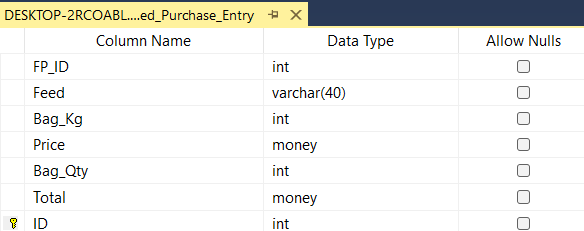 DESKTOP-2RCOABL....ed_Purchase_Entry
Column Name Data Type Allow Nulls
FP_ID int
Feed varchar(40)
Bag_Kg int
Price money
Bag_Qty int
Total money
ID int